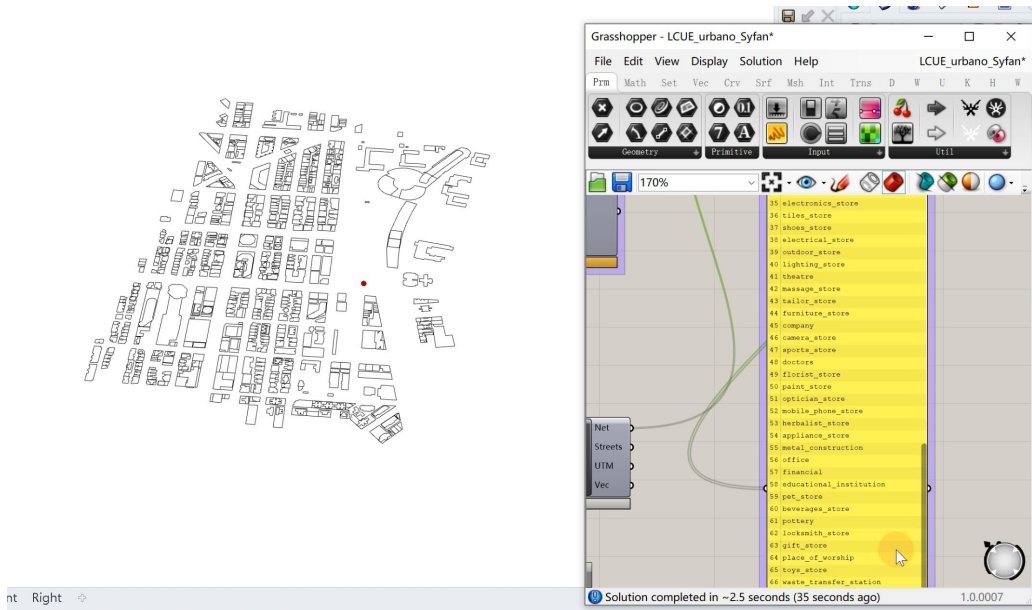 Grasshopper - LCUE_urbano_Syfan*
File Edit View Display Solution Help
LCUE_urbano_Syfan*
Prm Math Set Vec Crv Srf Msh Int Trns D W U K H W
Geometry Primitive Input Util
170%
35 electronics_store
36 tiles_store
37 shoes_store
38 electrical_store
39 outdoor_store
40 lighting_store
41 theatre
42 massage_store
43 tailor_store
44 furniture_store
45 company
46 camera_store
47 sports_store
48 doctors
49 florist_store
50 paint_store
51 optician_store
52 mobile_phone_store
53 herbalist_store
54 appliance_store
55 metal_construction
56 office
57 financial
58 educational_institution
59 pet_store
60 beverages_store
61 pottery
62 locksmith_store
63 gift_store
64 place_of_worship
65 toys_store
66 waste_transfer_station
Net
Streets
UTM
Vec
nt Right
Solution completed in ~2.5 seconds (35 seconds ago)
1.0.0007